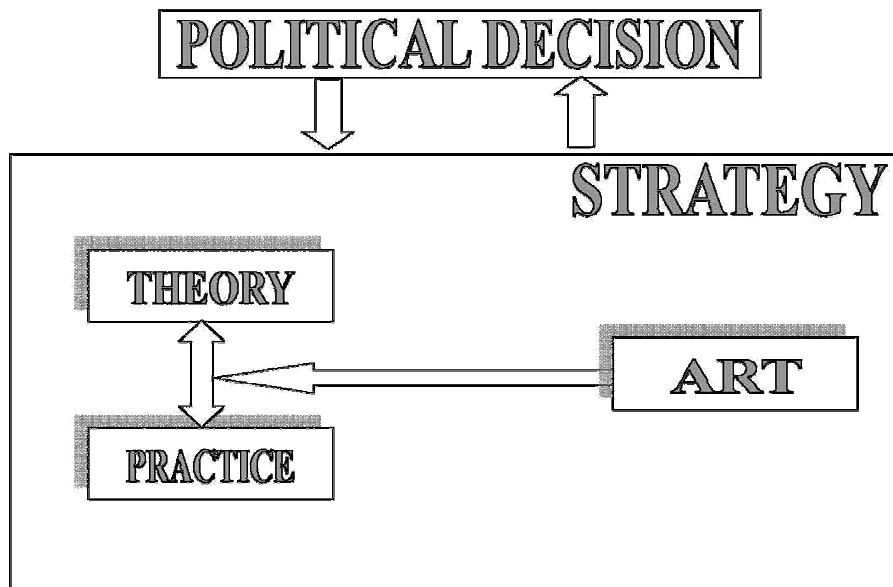 POLITICAL DECISION
STRATEGY
THEORY
ART
PRACTICE